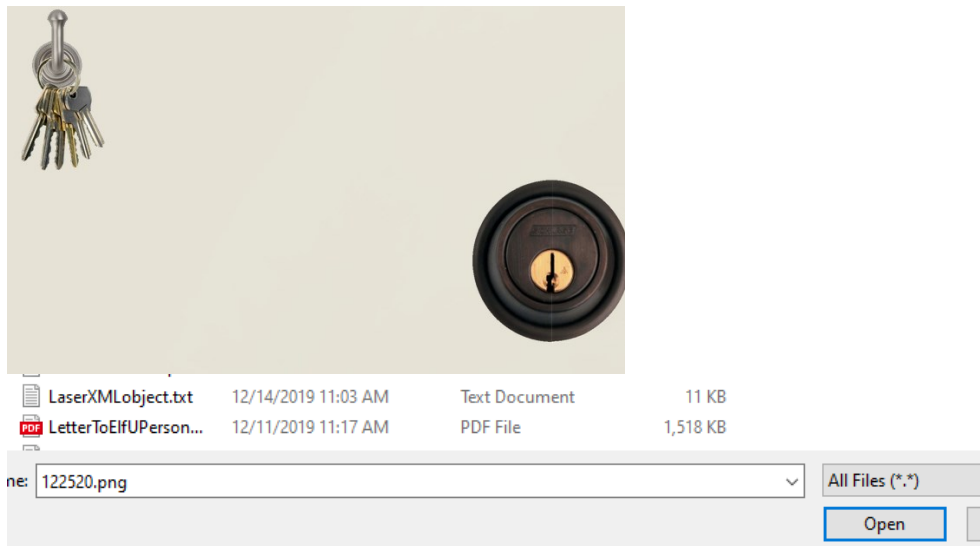 LaserXMLobject.txt 12/14/2019 11:03 AM Text Document 11 KB
PDF LetterToElfUPerson... 12/11/2019 11:17 AM PDF File 1,518 KB
me: 122520.png All Files (*.*)
Open